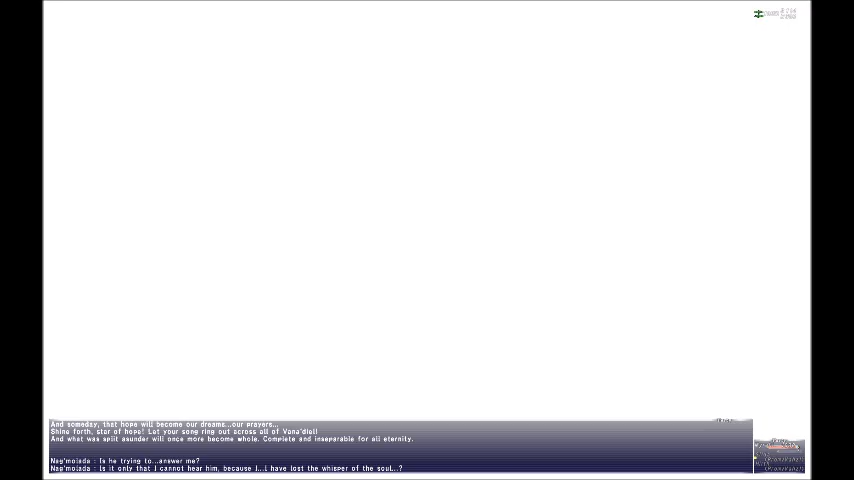 And someday, that hope will become our dreams...our prayers...
Shine forth, star of hope! Let your song ring out across all of Vana'diel!
And what was split asunder will once more become whole. Complete and inseparable for all eternity.
Nag'molada : Is he trying to...answer me?
Nag'molada : Is it only that I cannot hear him, because I...I have lost the whisper of the soul...?